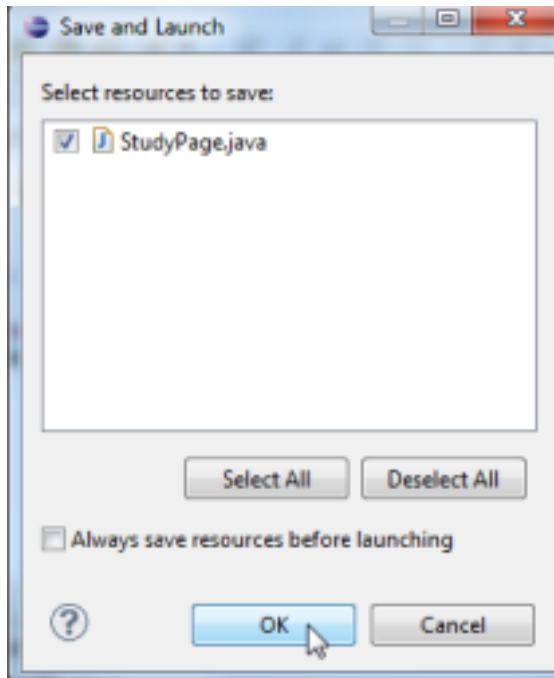 Save and Launch
Select resources to save:
StudyPage.java
Select All Deselect All
Always save resources before launching
OK Cancel